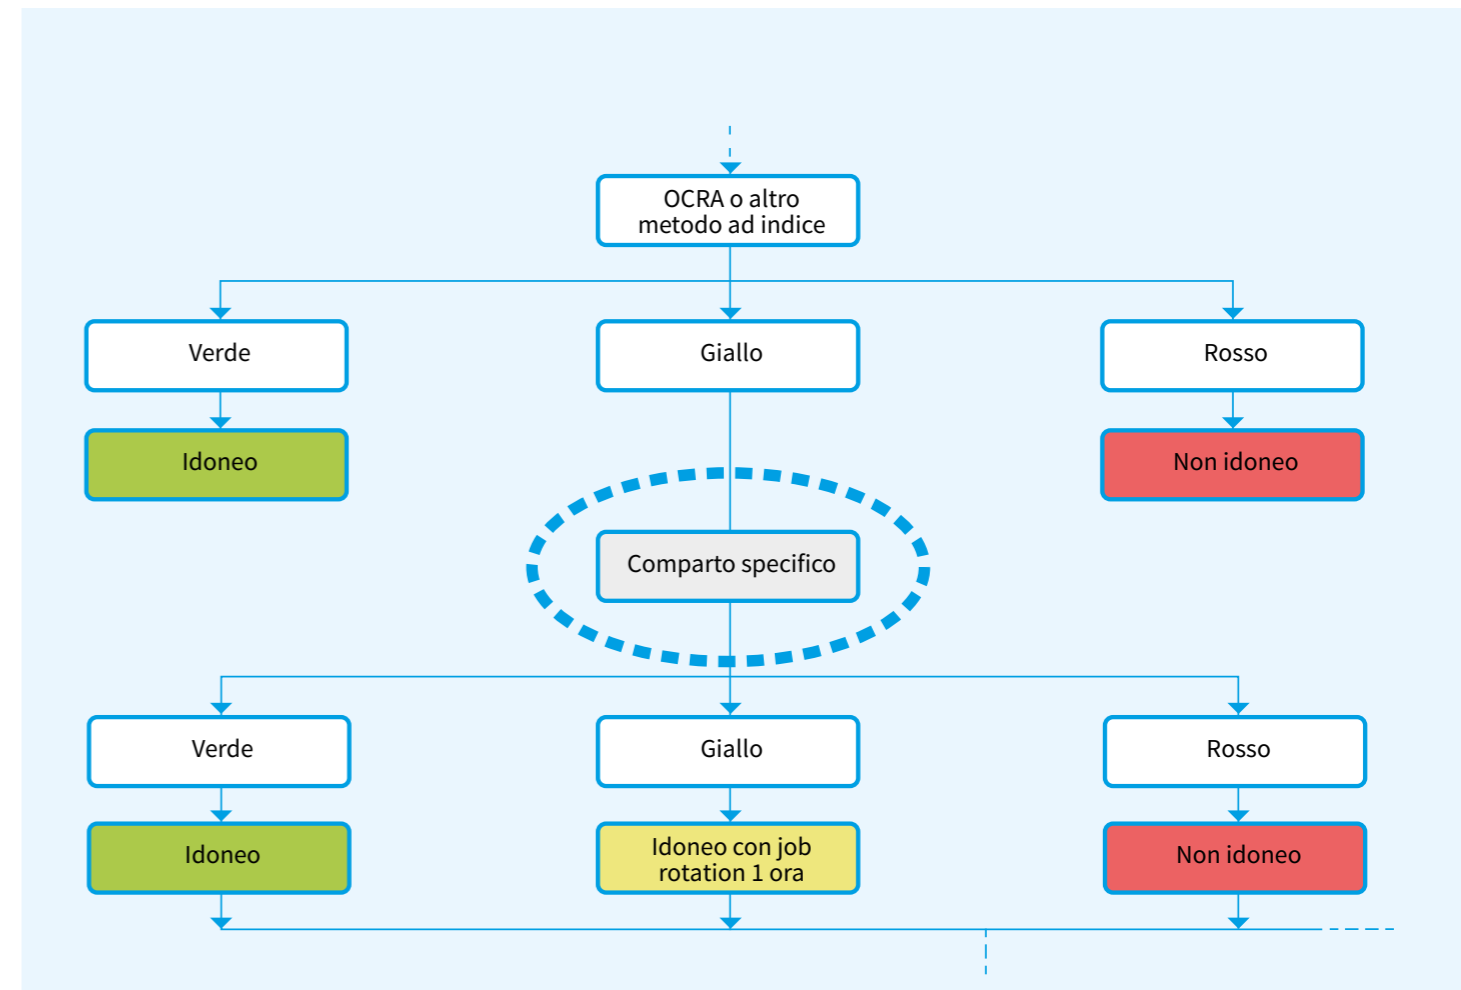 OCRA o altro
metodo ad indice
Verde
Giallo
Rosso
Idoneo
Non idoneo
Comparto specifico
Verde
Giallo
Rosso
Idoneo
Idoneo con job
rotation 1 ora
Non idoneo